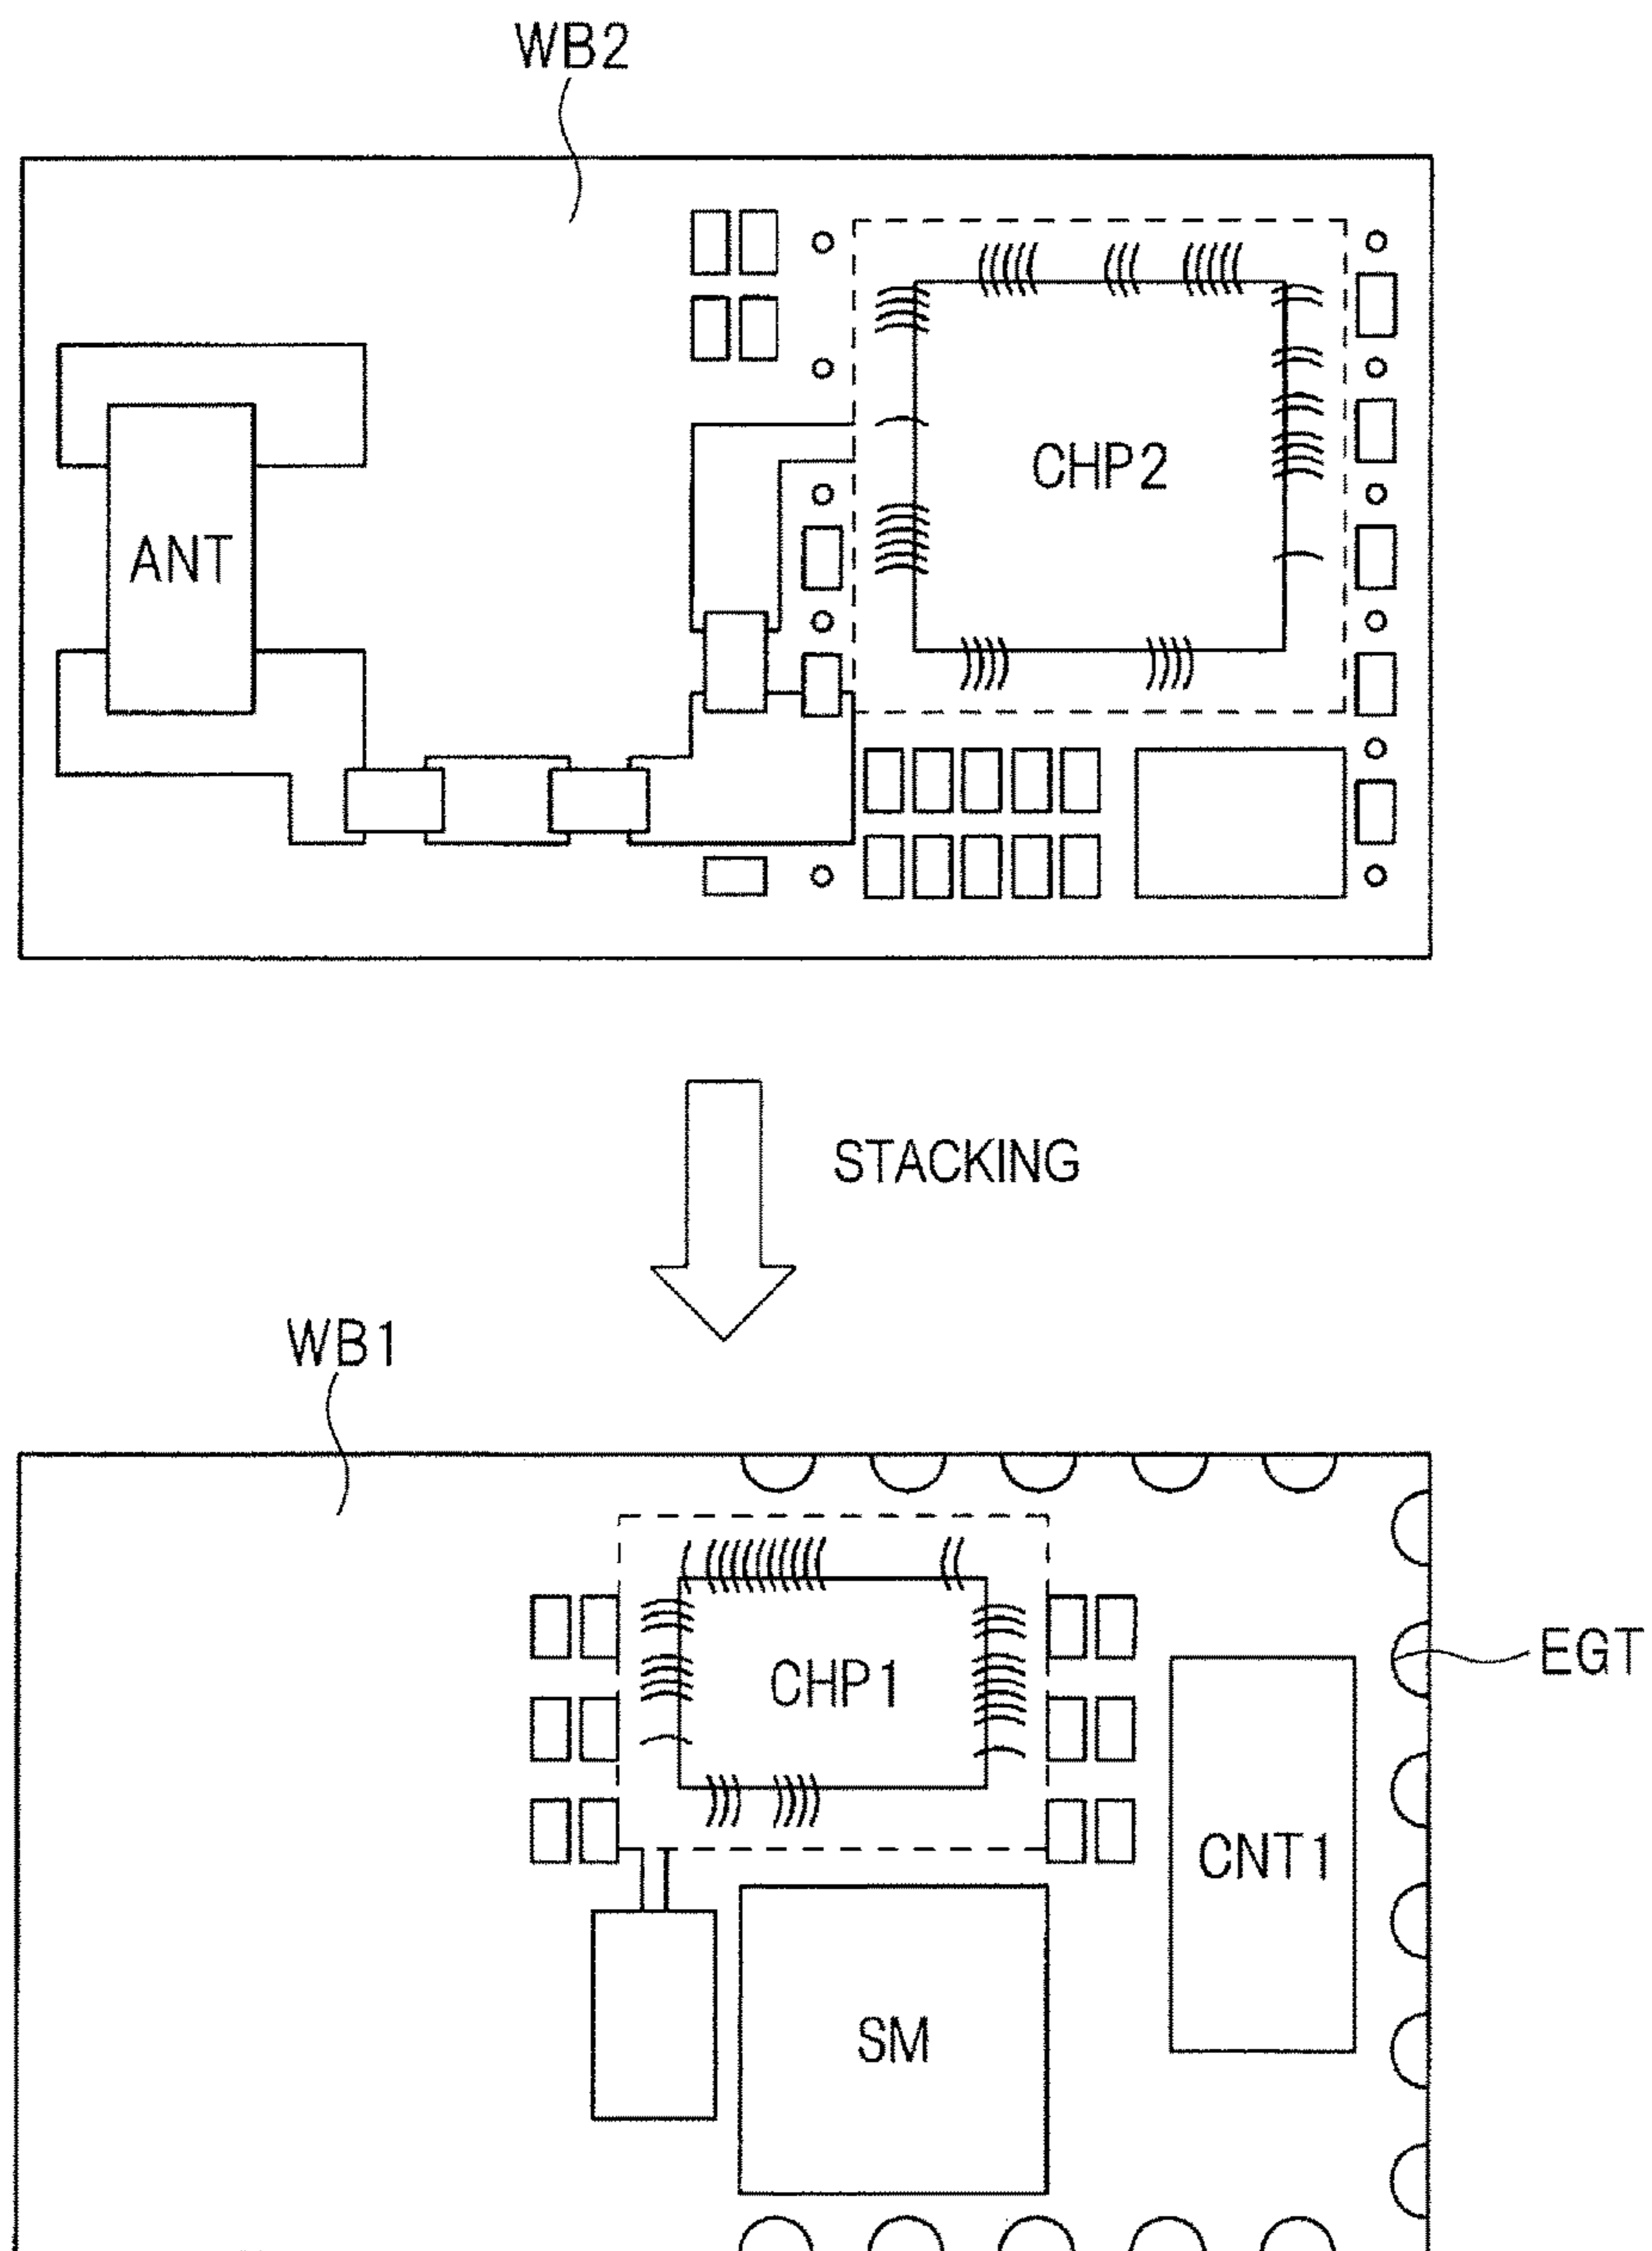 WB2
CHP2
ANT
STACKING
WB1
EGT
CHP1
CNT1
SM